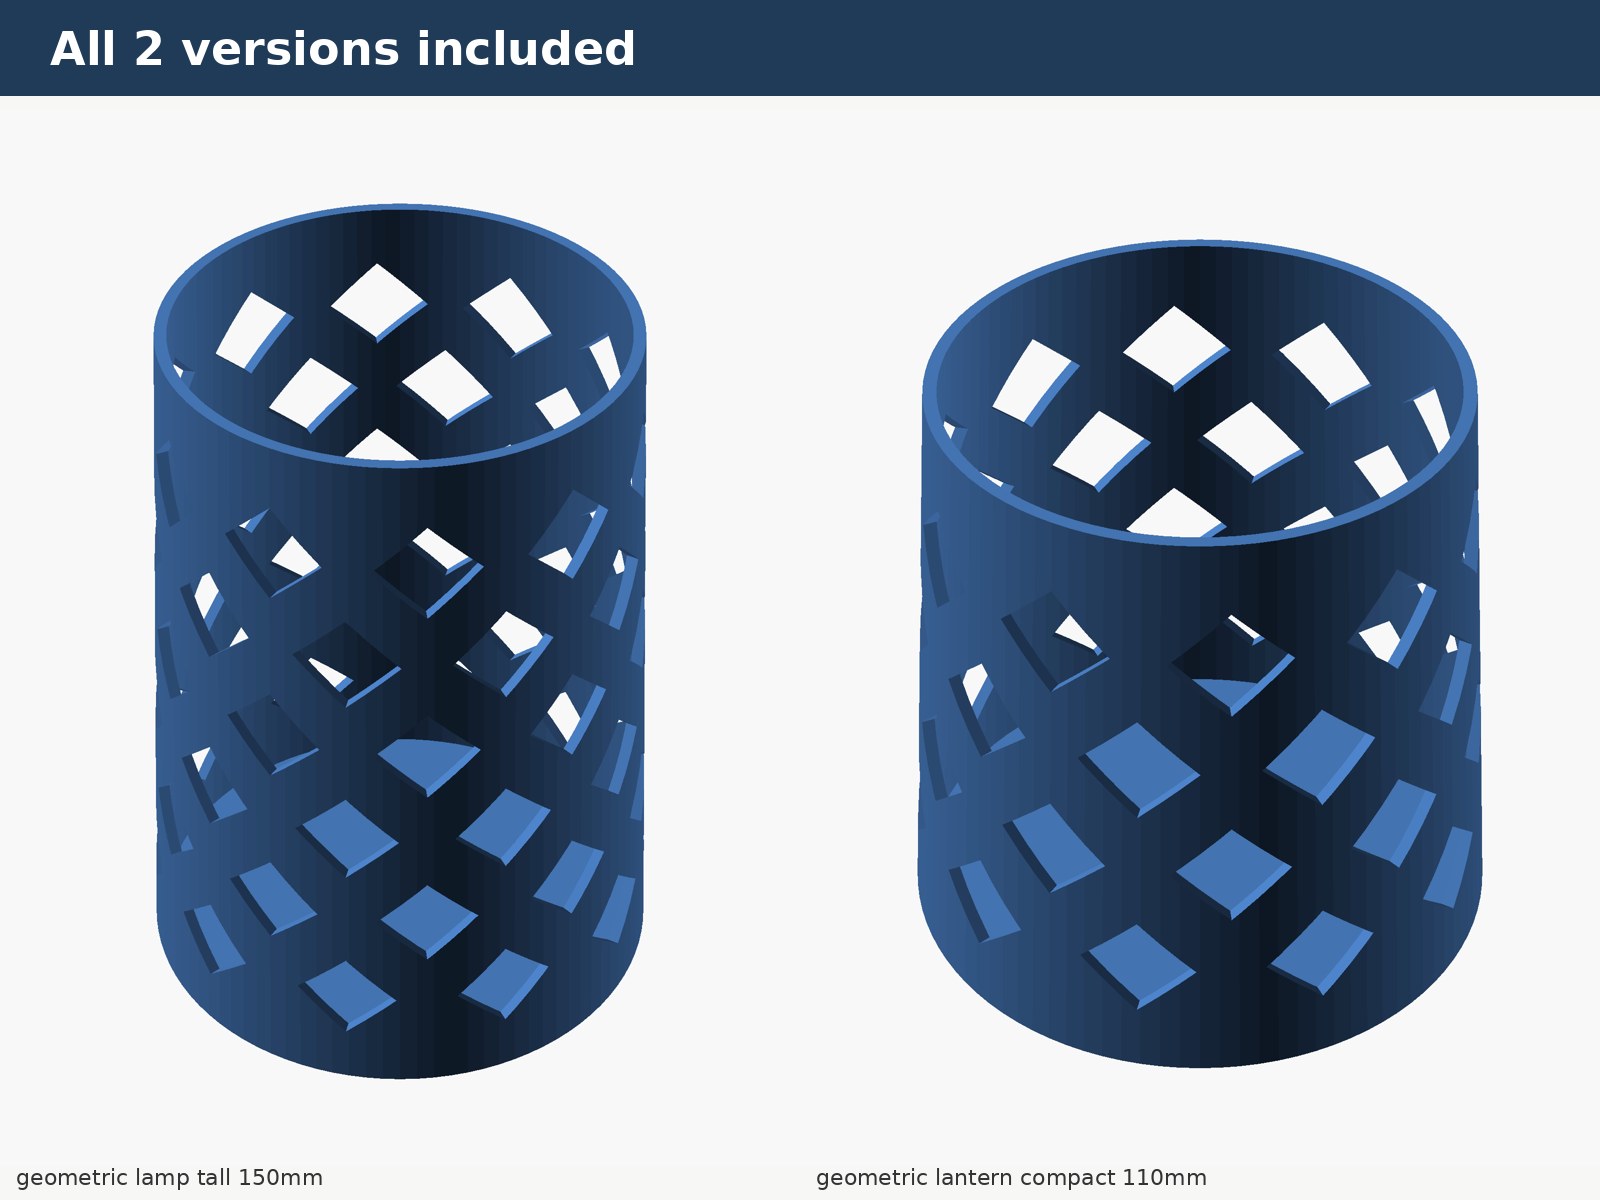 All 2 versions included
geometric lamp tall 150mm
geometric lantern compact 110mm